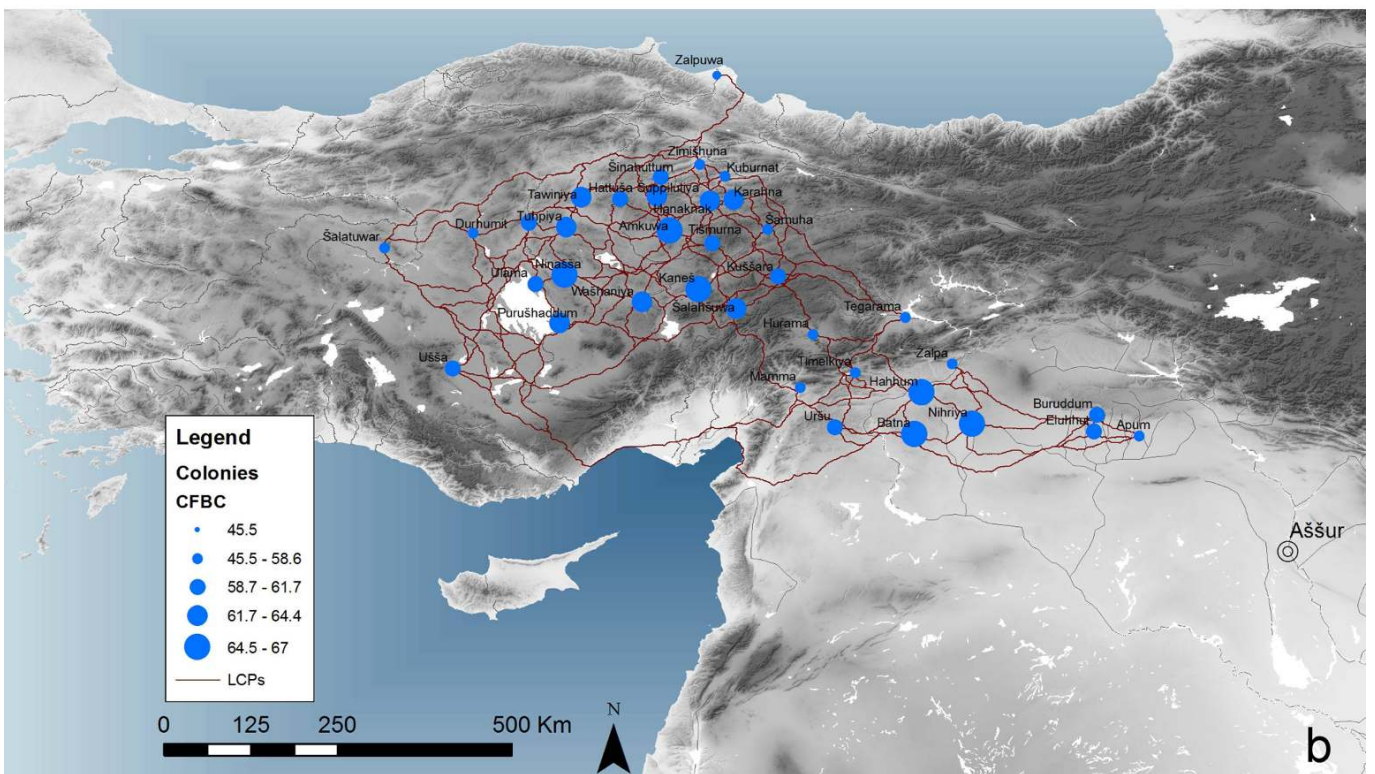 Zalpuwa
Zimišhuna
Šinahuttum
Kuburnat
Tawiniya
Hattuša
Šuppilutiya
Karahna
Hanaknak
Durhumit
Tuhpiya
Amkuwa
Tišmurna
Šamuha
Šalatuwar
Ninašša
Ulama
Kaneš
Kuššara
Wašhaniya
Salahšuwa
Purušhaddum
Tegarama
Hurama
Ušša
Timelkiya
Zalpa
Mamma
Hahhum
Uršu
Batna
Nihriya
Buruddum
Eluhhut
Apum
Aššur
Legend
Colonies
CFBC
45.5
45.5 - 58.6
58.7 - 61.7
61.7 - 64.4
64.5 - 67
LCPs
0 125 250 500 Km
N
b